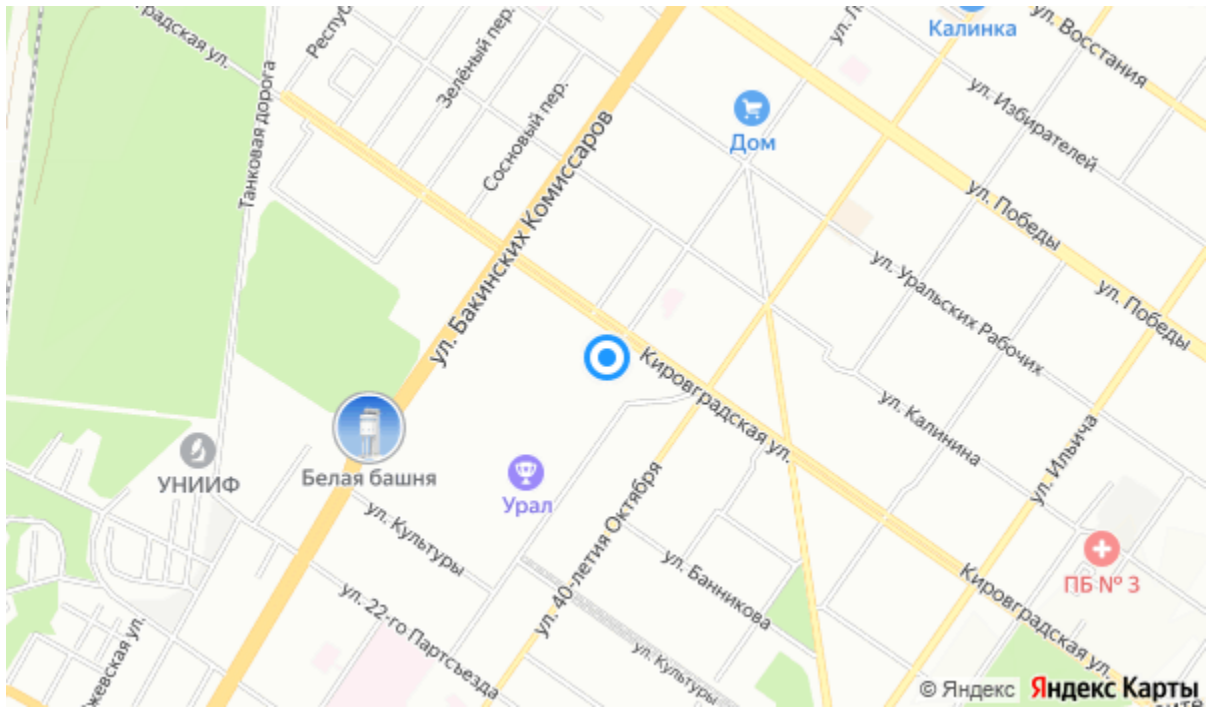 Калинка
ул. Восстания
градская ул.
Зелёный пер.
Танковая дорога
Сосновый пер.
ул. Избирателей
Дом
ул. Победы
ул. Бакинских Комиссаров
ул. Уральских Рабочих
ул. Победы
Кировградская ул.
ул. Калинина
ул. Ильича
Белая башня
УНИИФ
Урал
ул. 40-летия Октября
ул. Культуры
ул. Банникова
ПБ № 3
Кировградская ул.
ул. 22-го Партсъезда
ул. Культуры
жевская ул.
© Яндекс Яндекс Карты